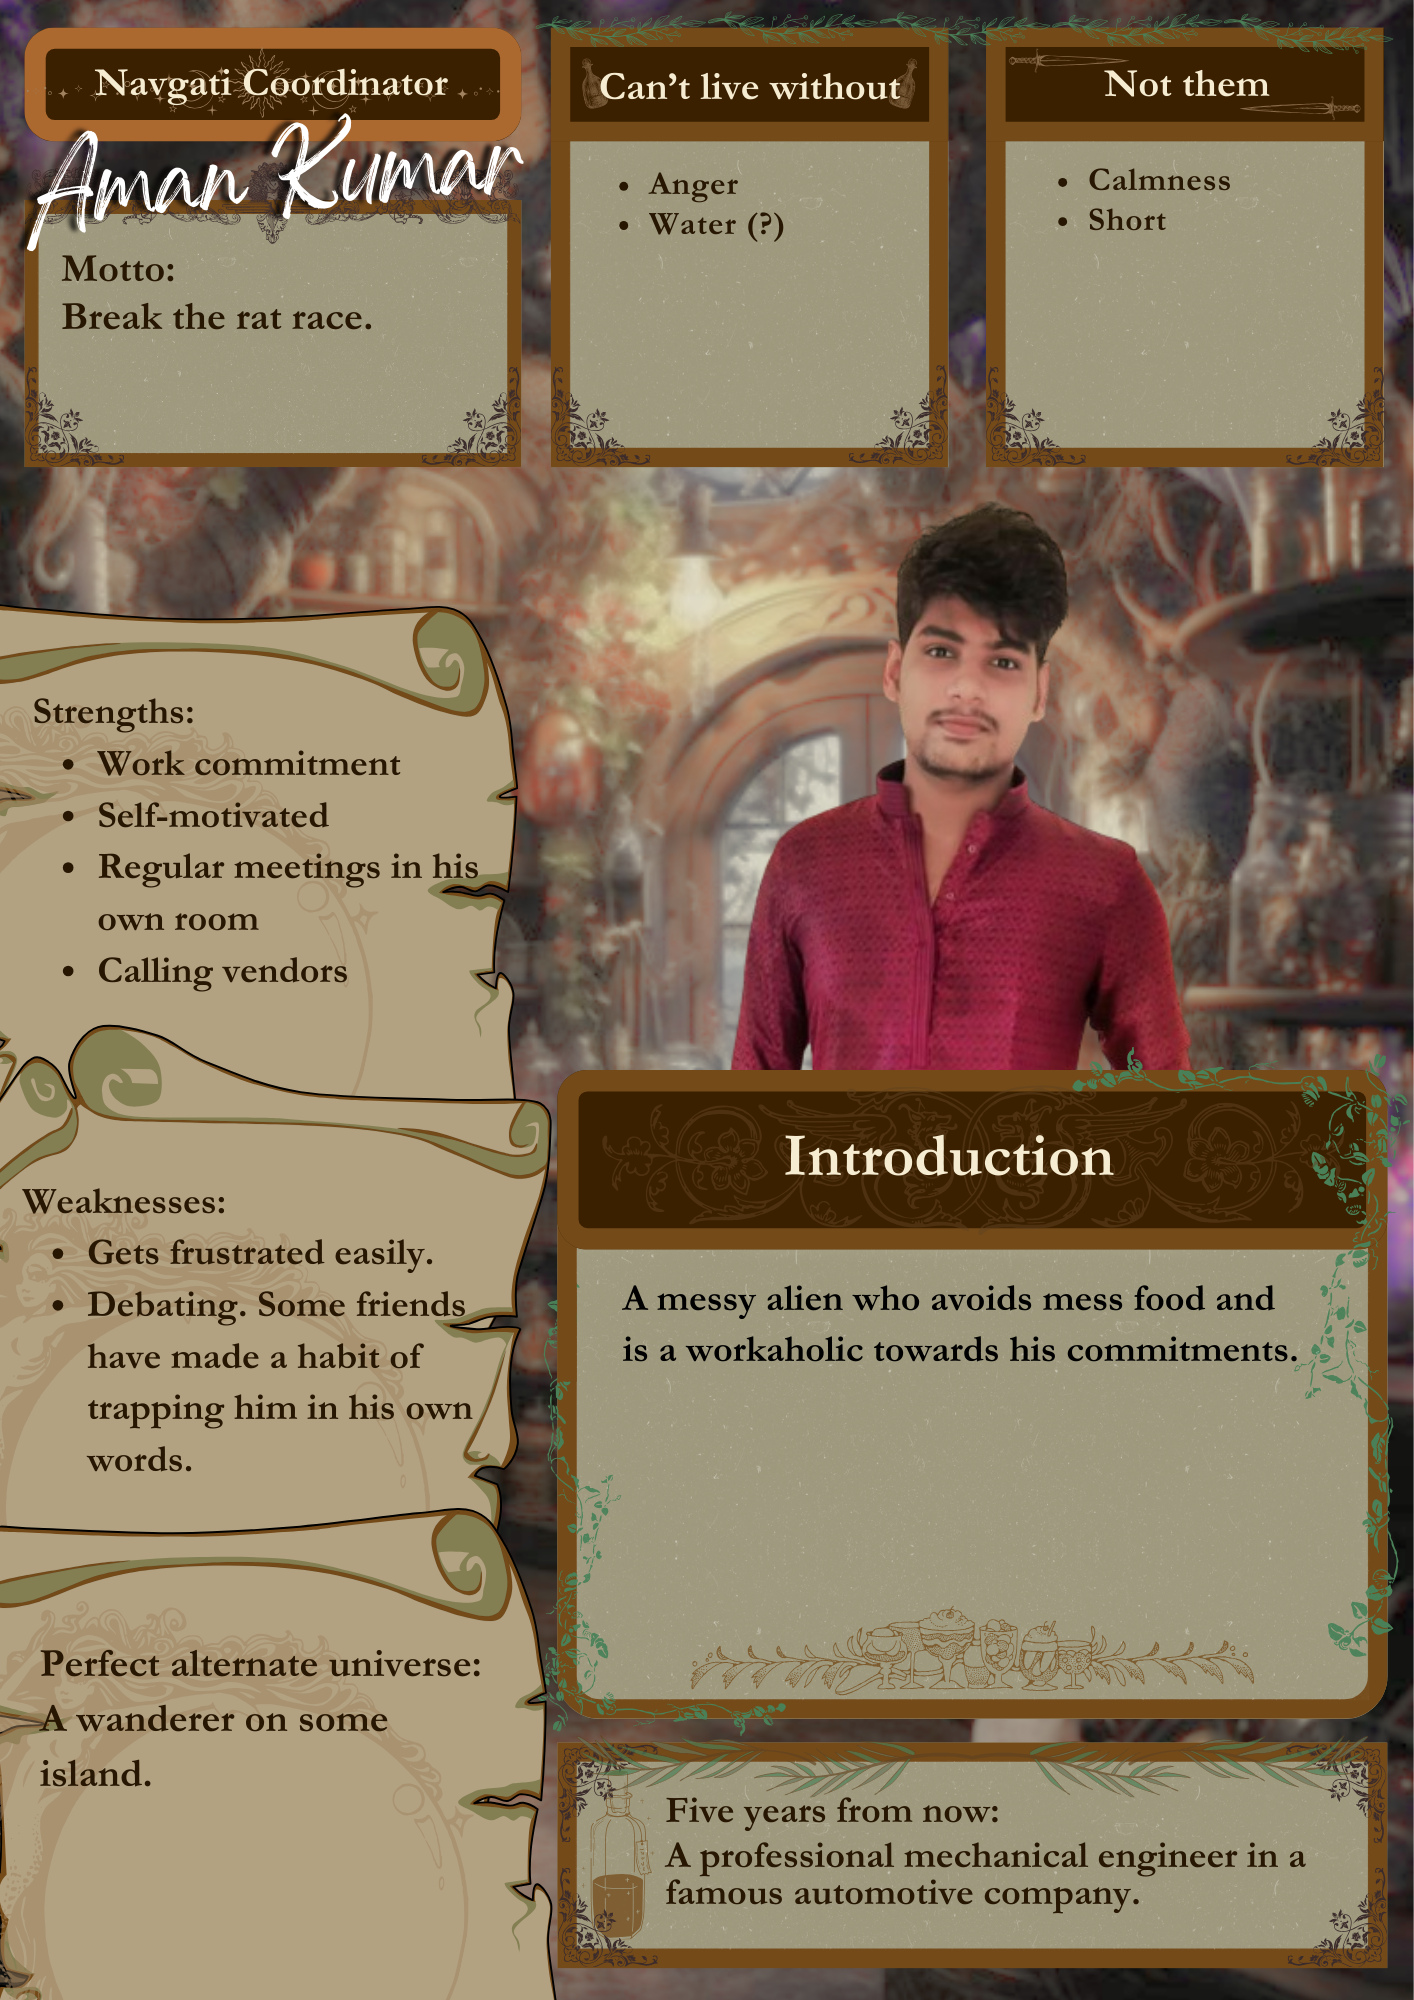 Navgati Coordinator
Aman Kumar
Motto:
Break the rat race.
Can't live without
• Anger
• Water (?)
Not them
• Calmness
• Short
Strengths:
• Work commitment
• Self-motivated
• Regular meetings in his
own room
• Calling vendors
Weaknesses:
• Gets frustrated easily.
• Debating. Some friends
have made a habit of
trapping him in his own
words.
Perfect alternate universe:
A wanderer on some
island.
Introduction
A messy alien who avoids mess food and
is a workaholic towards his commitments.
Five years from now:
A professional mechanical engineer in a
famous automotive company.